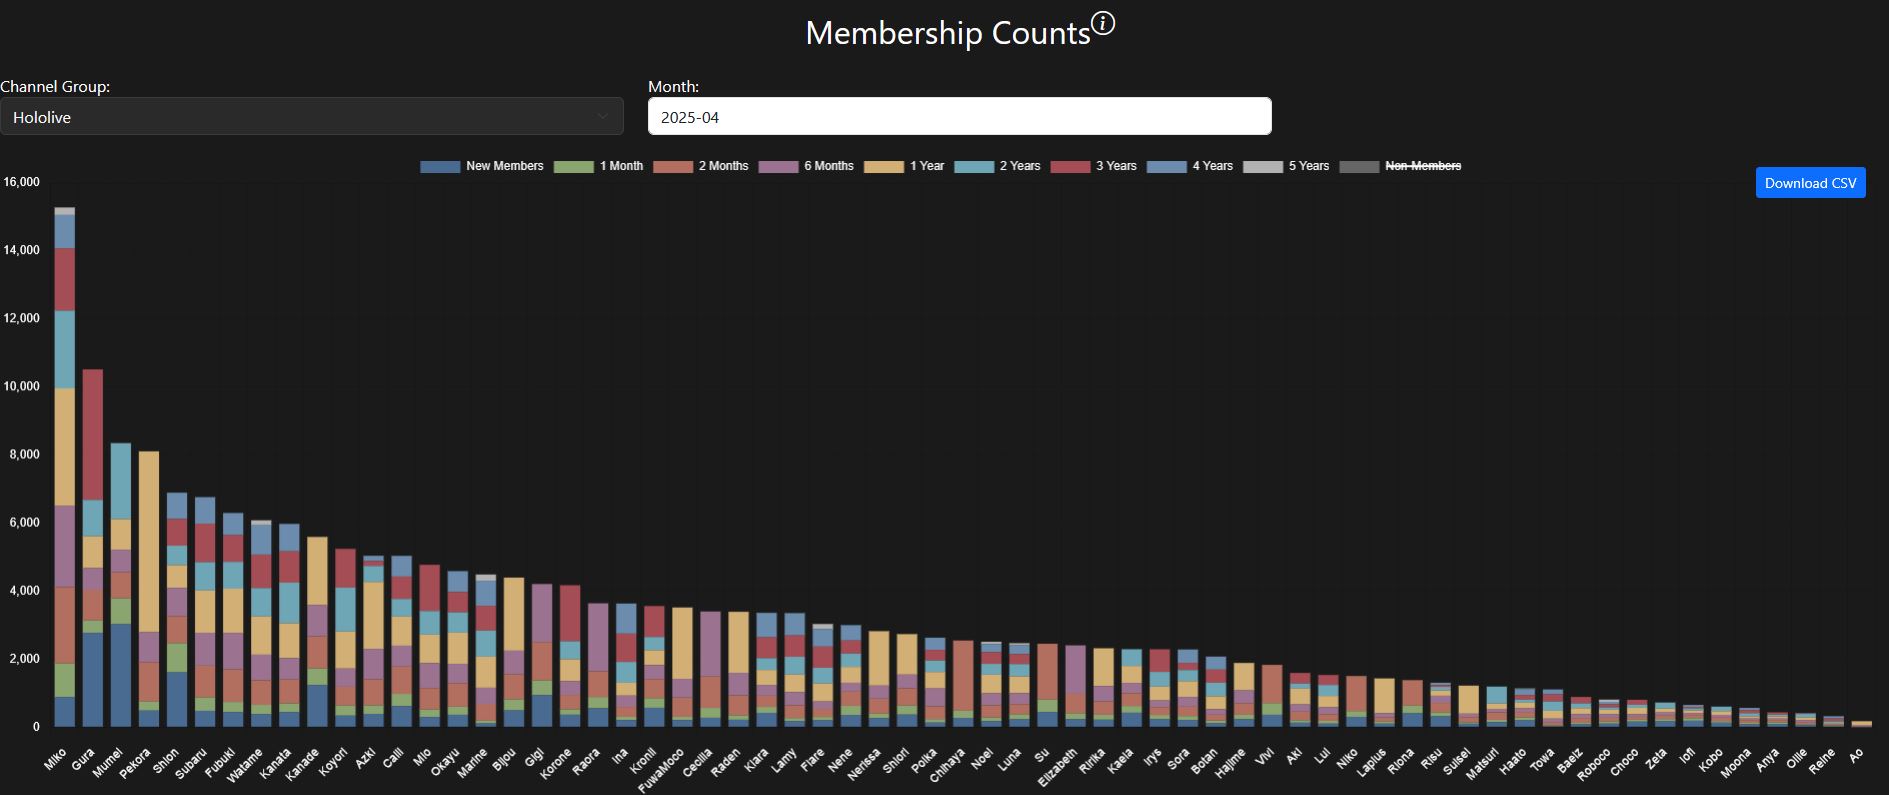 Membership Counts
Channel Group:
Month:
Hololive
2025-04
New Members
1 Month
2 Months
6 Months
1 Year
2 Years
3 Years
4 Years
5 Years
Non-Members
Download CSV
16,000
14,000
12,000
10,000
8,000
6,000
4,000
2,000
0
Miko
Gura
Mumei
Pekora
Shion
Subaru
Fubuki
Watame
Kanata
Kanade
Koyori
Azki
Calli
Mio
Okayu
Marine
Bijou
Gigi
Korone
Raora
Ina
Kronii
FuwaMoco
Cecilia
Raden
Kiara
Lamy
Flare
Nene
Nerissa
Shiori
Polka
Chihaya
Noel
Luna
Su
Elizabeth
Ririka
Kaela
Irys
Sora
Botan
Hajime
Vivi
Aki
Lui
Niko
Laplus
Riona
Risu
Suisei
Matsuri
Haato
Towa
Baelz
Roboco
Choco
Zeta
Iofi
Kobo
Moona
Anya
Ollie
Reine
Ao